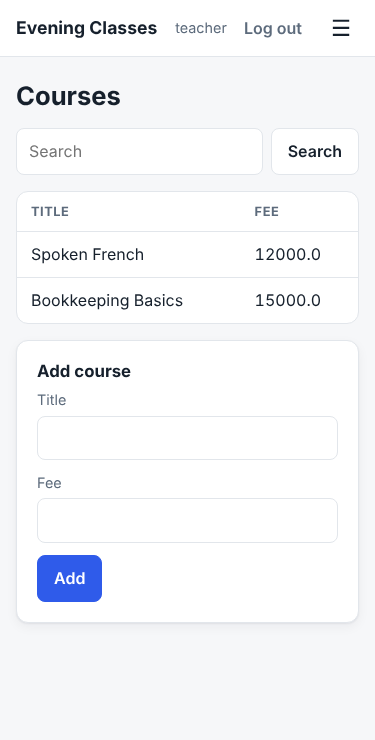 Evening Classes teacher Log out ☰
Courses
Search Search
TITLE FEE
Spoken French 12000.0
Bookkeeping Basics 15000.0
Add course
Title
Fee
Add